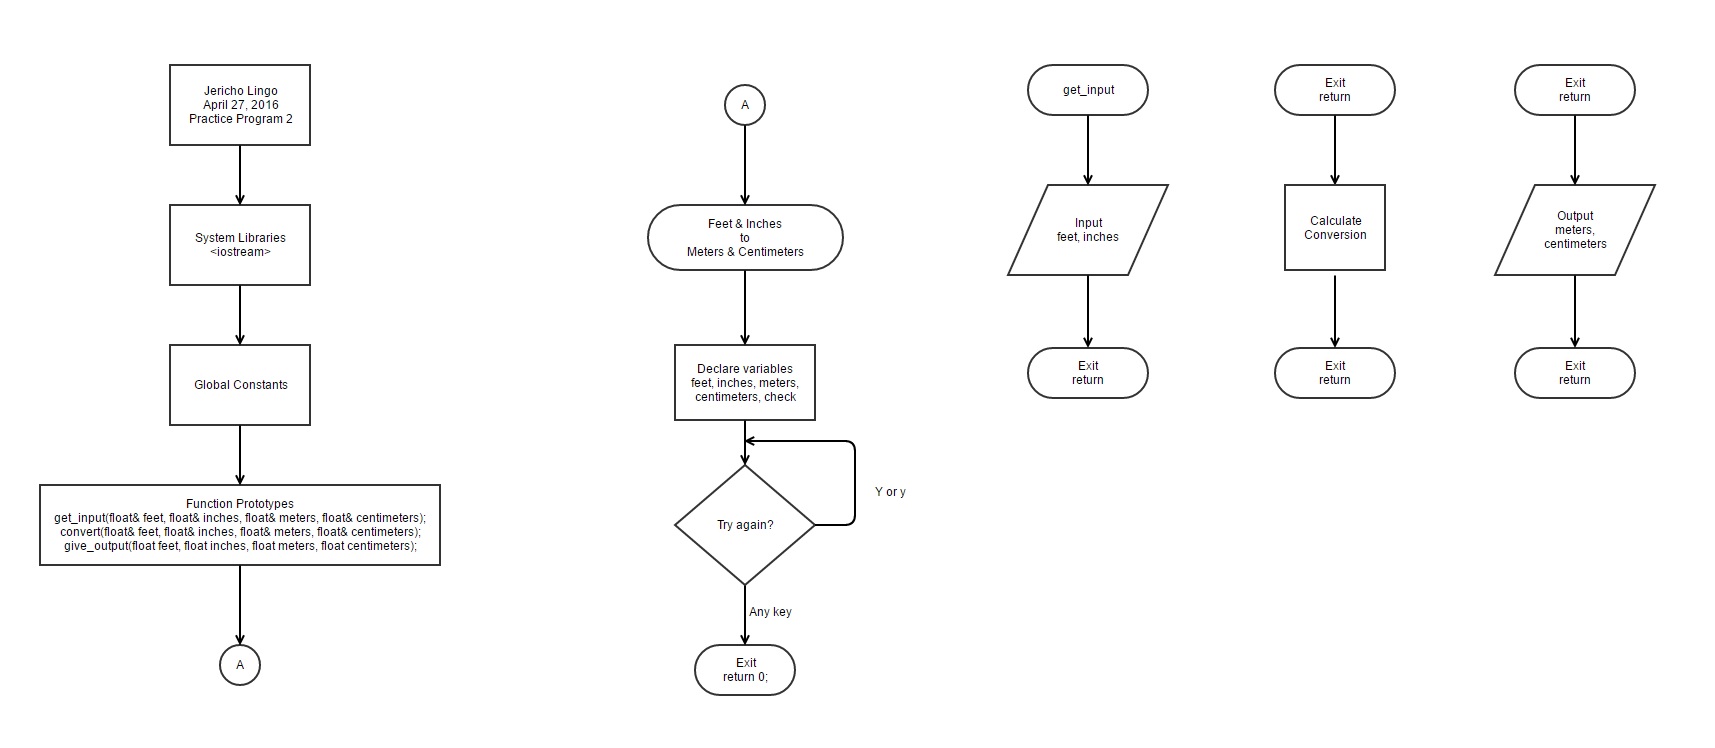 Jericho Lingo
April 27, 2016
Practice Program 2
System Libraries
<iostream>
Global Constants
Function Prototypes
get_input(float& feet, float& inches, float& meters, float& centimeters);
convert(float& feet, float& inches, float& meters, float& centimeters);
give_output(float feet, float inches, float meters, float centimeters);
A
A
Feet & Inches
to
Meters & Centimeters
Declare variables
feet, inches, meters,
centimeters, check
Try again?
Y or y
Any key
Exit
return 0;
get_input
Input
feet, inches
Exit
return
Exit
return
Calculate
Conversion
Exit
return
Exit
return
Output
meters,
centimeters
Exit
return